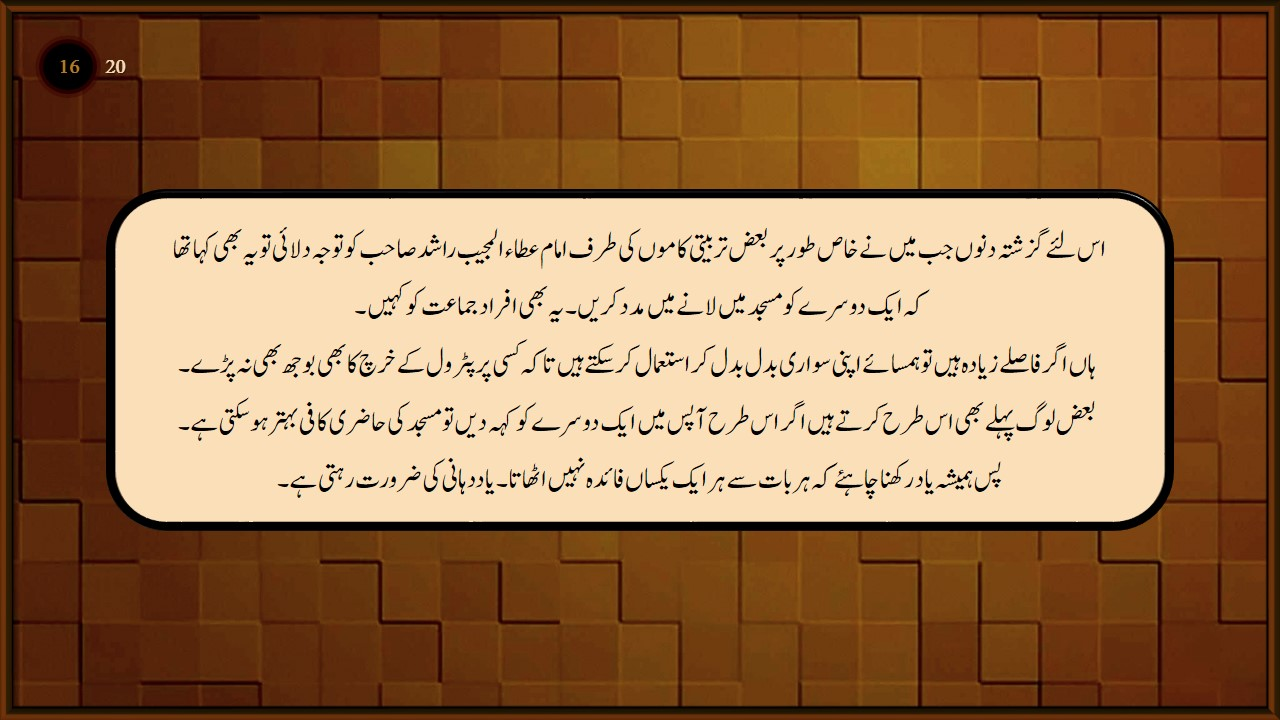 16 20
اس لئے گزشتہ دنوں جب میں نے خاص طور پر بعض تربیتی کاموں کی طرف امام عطاء المجیب راشد صاحب کو توجہ دلائی تو یہ بھی کہا تھا
کہ ایک دوسرے کو مسجد میں لانے میں مدد کریں۔ یہ بھی افراد جماعت کو کہیں۔
ہاں اگر فاصلے زیادہ ہیں تو ہمسائے اپنی سواری بدل بدل کر استعمال کر سکتے ہیں تاکہ کسی پر پٹرول کے خرچ کا بھی بوجھ بھی نہ پڑے۔
بعض لوگ پہلے بھی اس طرح کرتے ہیں اگر اس طرح آپس میں ایک دوسرے کو کہہ دیں تو مسجد کی حاضری کافی بہتر ہو سکتی ہے۔
پس ہمیشہ یاد رکھنا چاہئے کہ ہر بات سے ہر ایک یکساں فائدہ نہیں اٹھاتا۔ یاددہانی کی ضرورت رہتی ہے۔